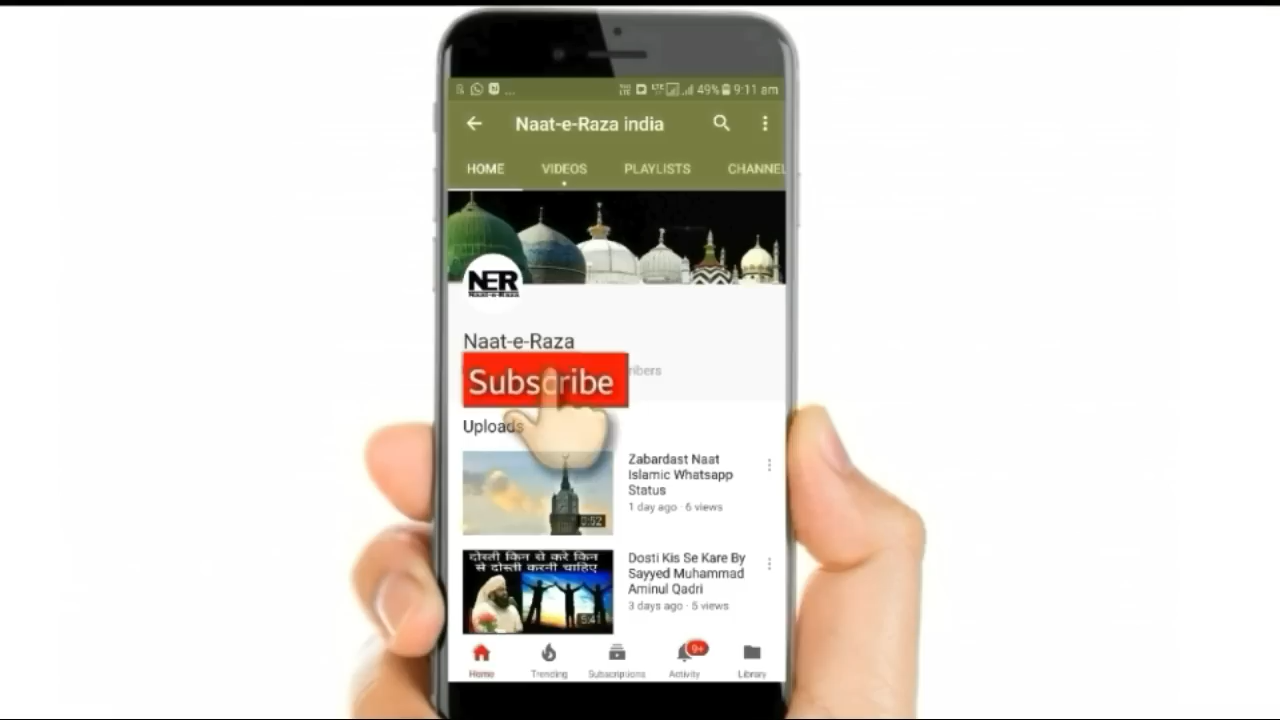 49% 9:11 am
Naat-e-Raza india
HOME VIDEOS PLAYLISTS CHANNEL
NER
Naat-e-Raza
Naat-e-Raza
Subscribe
ribers
Uploads
Zabardast Naat
Islamic Whatsapp
Status
1 day ago · 6 views
0:52
दोस्ती किन से करे किन
से दोस्ती करनी चाहिए
5:41
Dosti Kis Se Kare By
Sayyed Muhammad
Aminul Qadri
3 days ago · 5 views
9+
Home Trending Subscriptions Activity Library